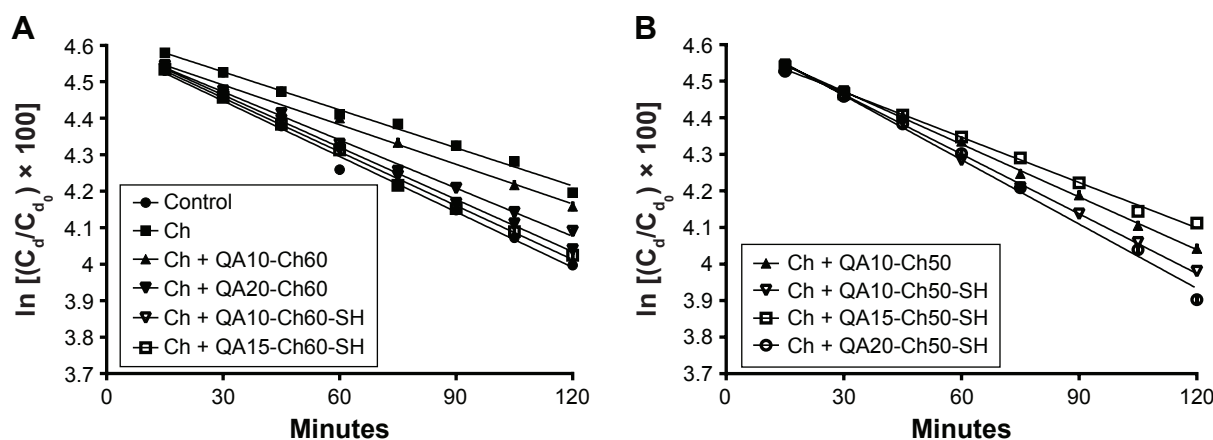 A
ln [(C_d/C_d₀) × 100]
4.6
4.5
4.4
4.3
4.2
4.1
4
3.9
3.8
3.7
Control
Ch
Ch + QA10-Ch60
Ch + QA20-Ch60
Ch + QA10-Ch60-SH
Ch + QA15-Ch60-SH
0 30 60 90 120
Minutes
B
ln [(C_d/C_d₀) × 100]
4.6
4.5
4.4
4.3
4.2
4.1
4
3.9
3.8
3.7
Ch + QA10-Ch50
Ch + QA10-Ch50-SH
Ch + QA15-Ch50-SH
Ch + QA20-Ch50-SH
0 30 60 90 120
Minutes